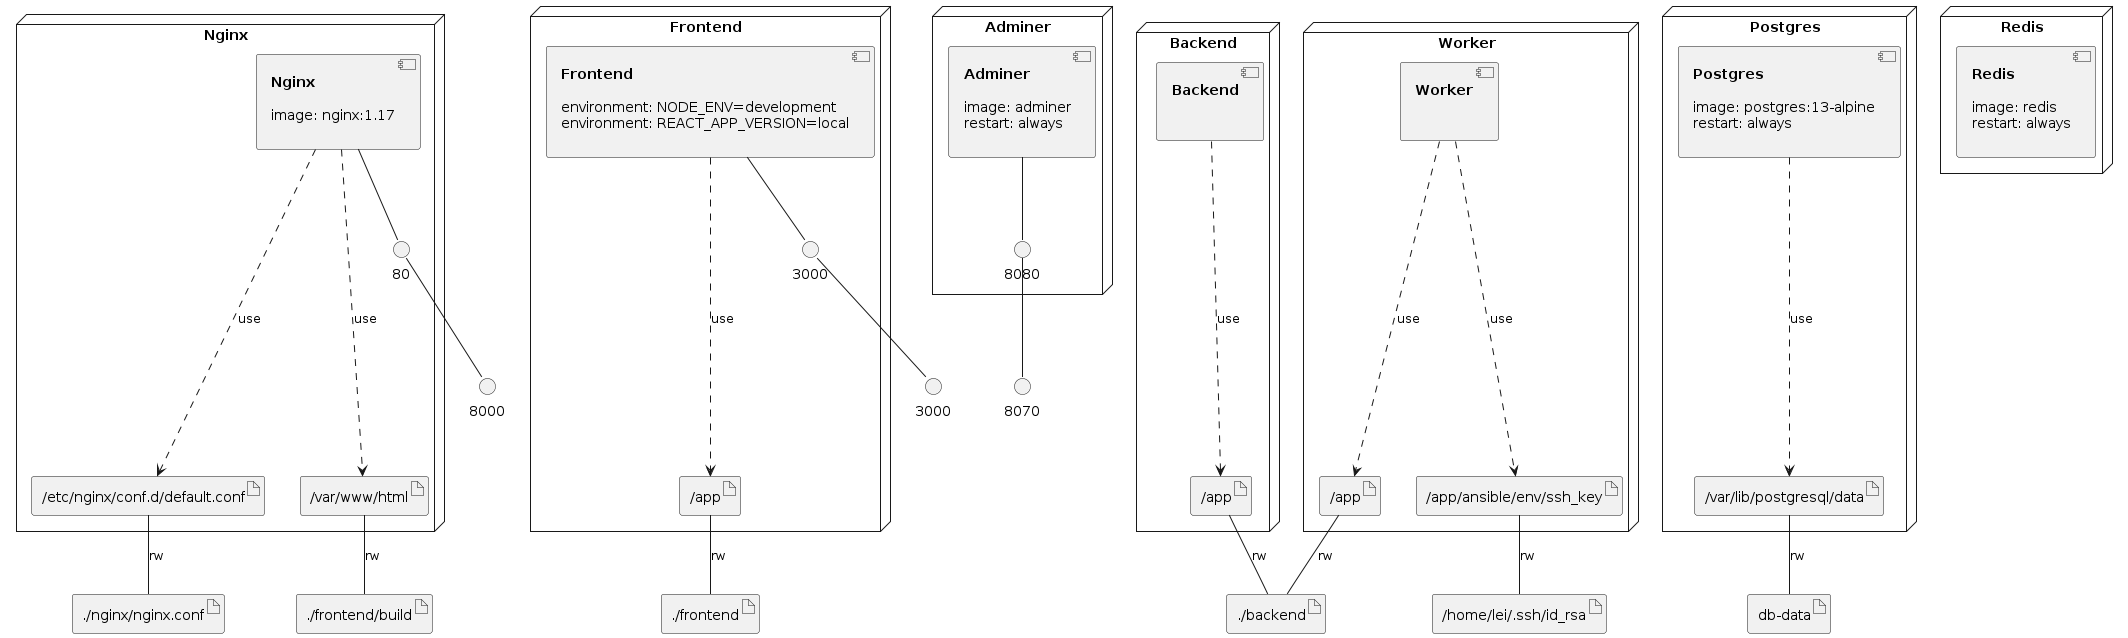 Nginx
Nginx
image: nginx:1.17
80
use
use
8000
/etc/nginx/conf.d/default.conf
/var/www/html
rw
rw
./nginx/nginx.conf
./frontend/build
Frontend
Frontend
environment: NODE_ENV=development
environment: REACT_APP_VERSION=local
3000
use
3000
/app
rw
./frontend
Adminer
Adminer
image: adminer
restart: always
8080
8070
Backend
Backend
use
/app
rw
Worker
Worker
use
use
/app
/app/ansible/env/ssh_key
rw
rw
./backend
/home/lei/.ssh/id_rsa
Postgres
Postgres
image: postgres:13-alpine
restart: always
use
/var/lib/postgresql/data
rw
db-data
Redis
Redis
image: redis
restart: always